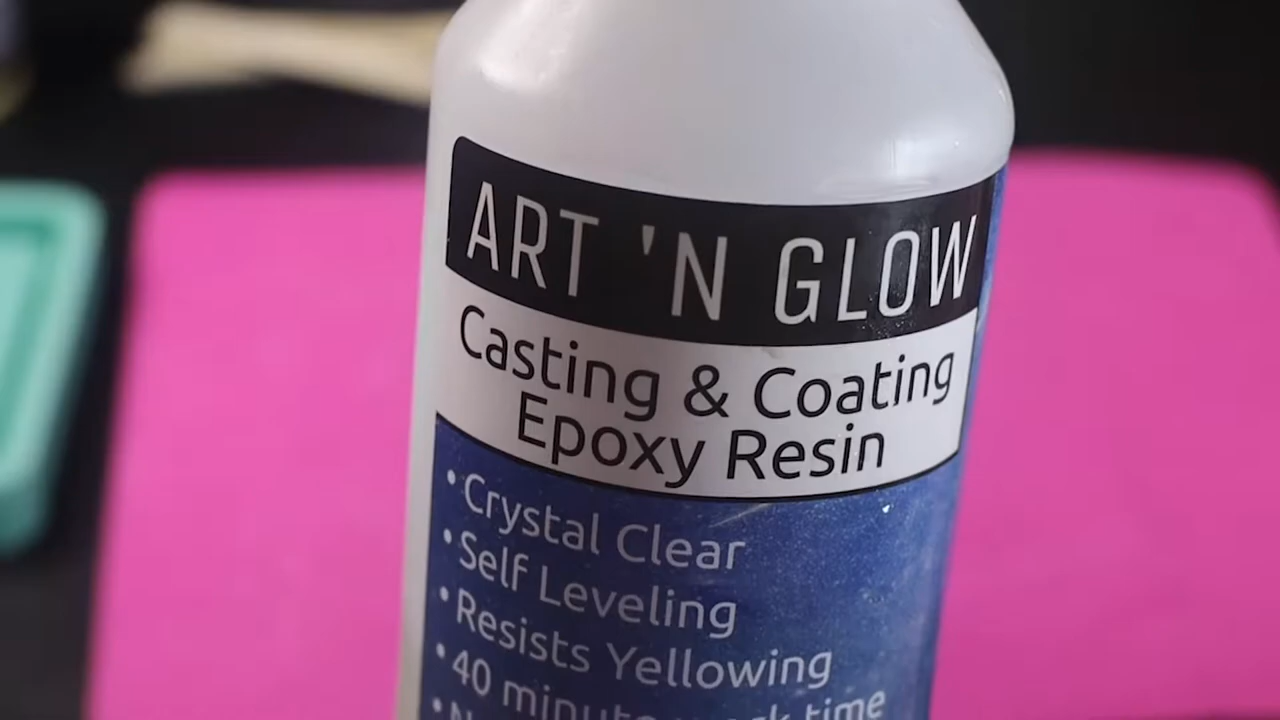 ART 'N GLOW
Casting & Coating
Epoxy Resin
• Crystal Clear
• Self Leveling
• Resists Yellowing
• 40 minute work time